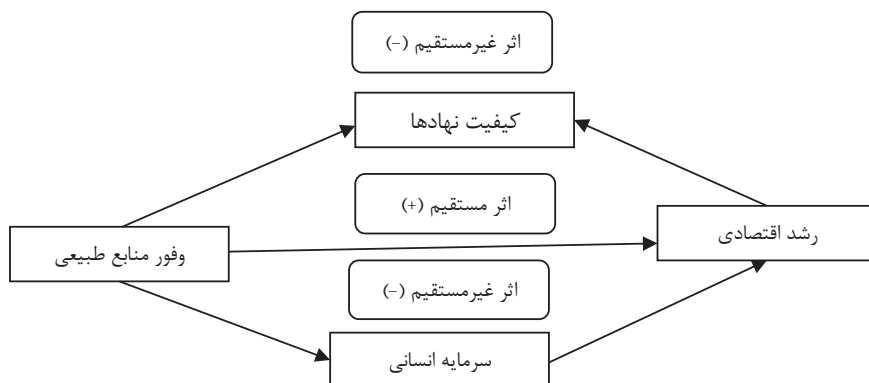 اثر غیرمستقیم (-)
کیفیت نهادها
اثر مستقیم (+)
رشد اقتصادی
وفور منابع طبیعی
اثر غیرمستقیم (-)
سرمایه انسانی